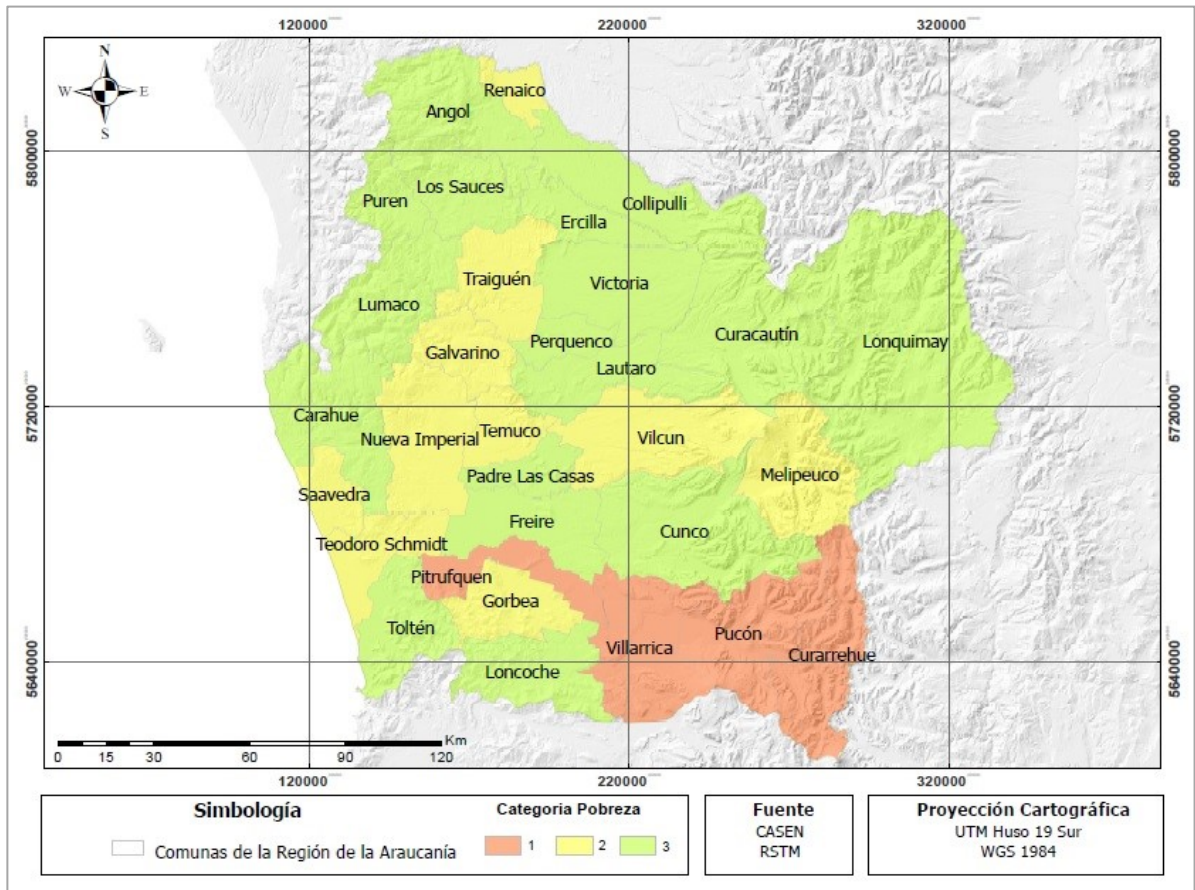 120000 220000 320000
N
W E
S
5800000 5800000
5720000 5720000
5640000 5640000
Renaico
Angol
Los Sauces
Puren
Collipulli
Ercilla
Traiguén
Victoria
Lumaco
Curacautín
Perquenco
Lonquimay
Galvarino
Lautaro
Carahue
Temuco
Nueva Imperial
Vilcun
Padre Las Casas
Melipeuco
Saavedra
Freire
Cunco
Teodoro Schmidt
Pitrufquen
Gorbea
Toltén
Pucón
Villarrica
Curarrehue
Loncoche
Km
0 15 30 60 90 120
120000 220000 320000
Simbología
Comunas de la Región de la Araucanía
Categoria Pobreza
1 2 3
Fuente
CASEN
RSTM
Proyección Cartográfica
UTM Huso 19 Sur
WGS 1984